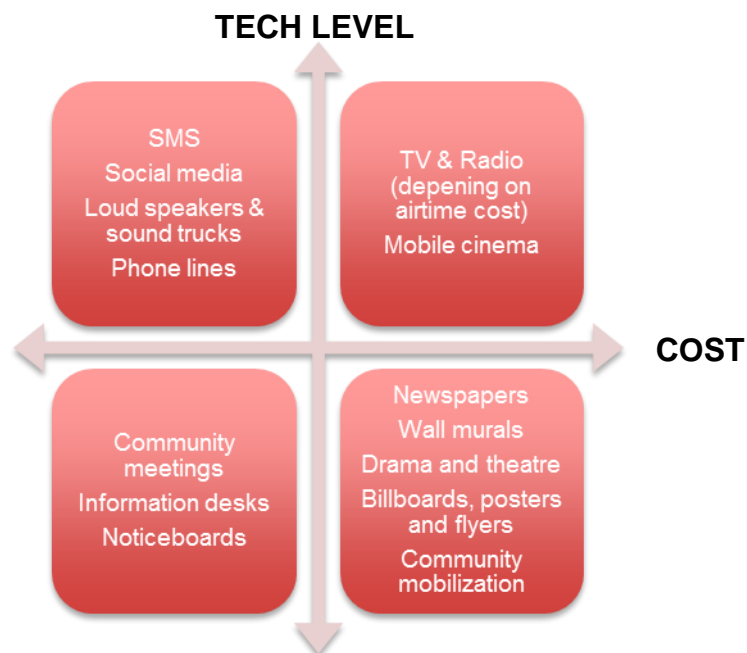 TECH LEVEL
SMS
Social media
Loud speakers &
sound trucks
Phone lines
TV & Radio
(depening on
airtime cost)
Mobile cinema
COST
Community
meetings
Information desks
Noticeboards
Newspapers
Wall murals
Drama and theatre
Billboards, posters
and flyers
Community
mobilization